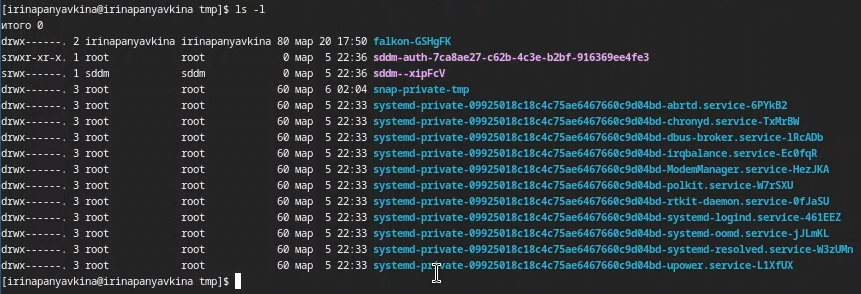 [irinapanyavkina@irinapanyavkina tmp]$ ls -l
итого 0
drwx------. 2 irinapanyavkina irinapanyavkina 80 мар 20 17:50 falkon-GSHgFK
srwxr-xr-x. 1 root root 0 мар 5 22:36 sddm-auth-7ca8ae27-c62b-4c3e-b2bf-916369ee4fe3
srwx------. 1 sddm sddm 0 мар 5 22:36 sddm--xipFcV
drwx------. 3 root root 60 мар 6 02:04 snap-private-tmp
drwx------. 3 root root 60 мар 5 22:33 systemd-private-09925018c18c4c75ae6467660c9d04bd-abrtd.service-6PYkB2
drwx------. 3 root root 60 мар 5 22:33 systemd-private-09925018c18c4c75ae6467660c9d04bd-chronyd.service-TxMrBW
drwx------. 3 root root 60 мар 5 22:33 systemd-private-09925018c18c4c75ae6467660c9d04bd-dbus-broker.service-lRcADb
drwx------. 3 root root 60 мар 5 22:33 systemd-private-09925018c18c4c75ae6467660c9d04bd-irqbalance.service-Ec0fqR
drwx------. 3 root root 60 мар 5 22:33 systemd-private-09925018c18c4c75ae6467660c9d04bd-ModemManager.service-HezJKA
drwx------. 3 root root 60 мар 5 22:33 systemd-private-09925018c18c4c75ae6467660c9d04bd-polkit.service-W7rSXU
drwx------. 3 root root 60 мар 5 22:33 systemd-private-09925018c18c4c75ae6467660c9d04bd-rtkit-daemon.service-0fJaSU
drwx------. 3 root root 60 мар 5 22:33 systemd-private-09925018c18c4c75ae6467660c9d04bd-systemd-logind.service-461EEZ
drwx------. 3 root root 60 мар 5 22:33 systemd-private-09925018c18c4c75ae6467660c9d04bd-systemd-oomd.service-jJLmKL
drwx------. 3 root root 60 мар 5 22:33 systemd-private-09925018c18c4c75ae6467660c9d04bd-systemd-resolved.service-W3zUMn
drwx------. 3 root root 60 мар 5 22:33 systemd-private-09925018c18c4c75ae6467660c9d04bd-upower.service-L1XfUX
[irinapanyavkina@irinapanyavkina tmp]$